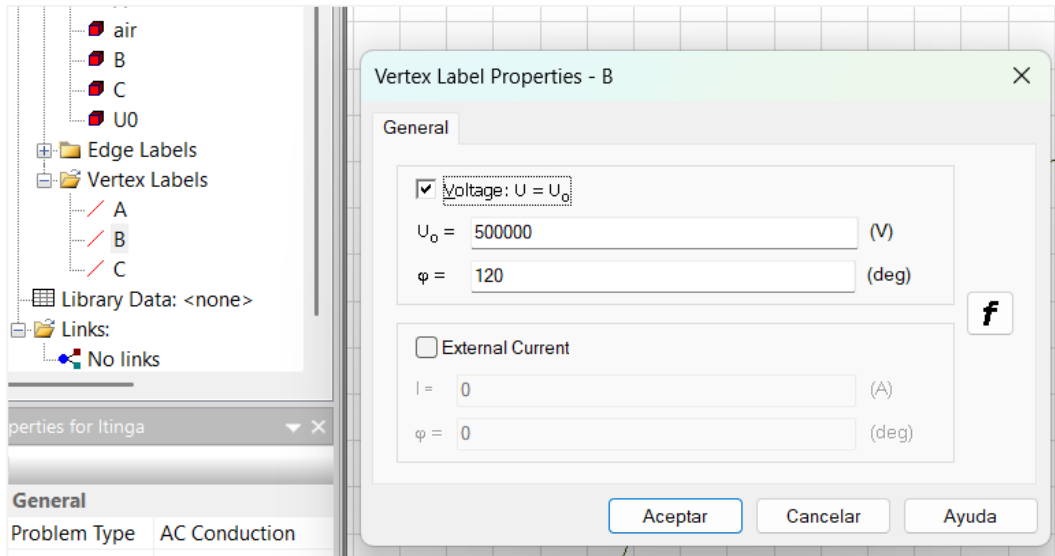 air
B
C
U0
Edge Labels
Vertex Labels
A
B
C
Library Data: <none>
Links:
No links
perties for Itinga
General
Problem Type AC Conduction
Vertex Label Properties - B
General
Voltage: U = Uo
Uo = 500000 (V)
φ = 120 (deg)
f
External Current
I = 0 (A)
φ = 0 (deg)
Aceptar Cancelar Ayuda